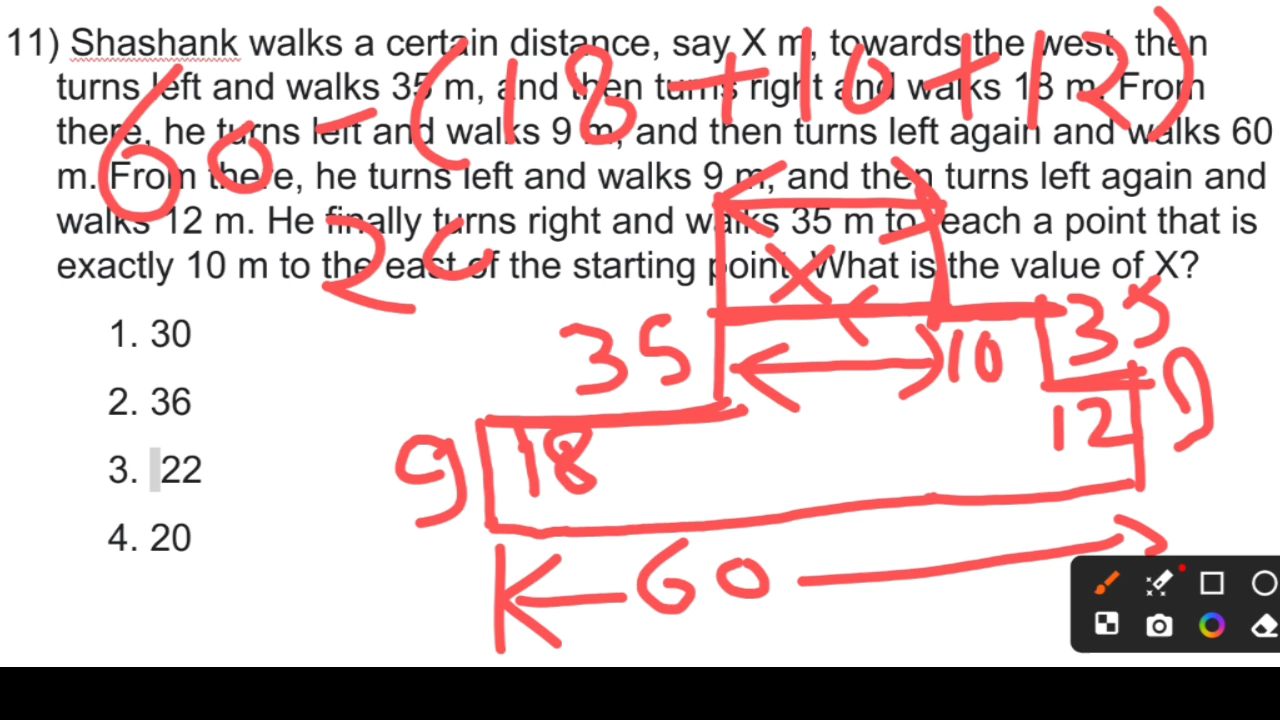 11) Shashank walks a certain distance, say X m, towards the west, then
turns left and walks 35 m, and then turns right and walks 18 m. From
there, he turns left and walks 9 m, and then turns left again and walks 60
m. From there, he turns left and walks 9 m, and then turns left again and
walks 12 m. He finally turns right and walks 35 m to reach a point that is
exactly 10 m to the east of the starting point. What is the value of X?
60 - (18 + 10 + 12)
20
1. 30
2. 36
3. 22
4. 20
X
35
10
35
9
18
12
9
60